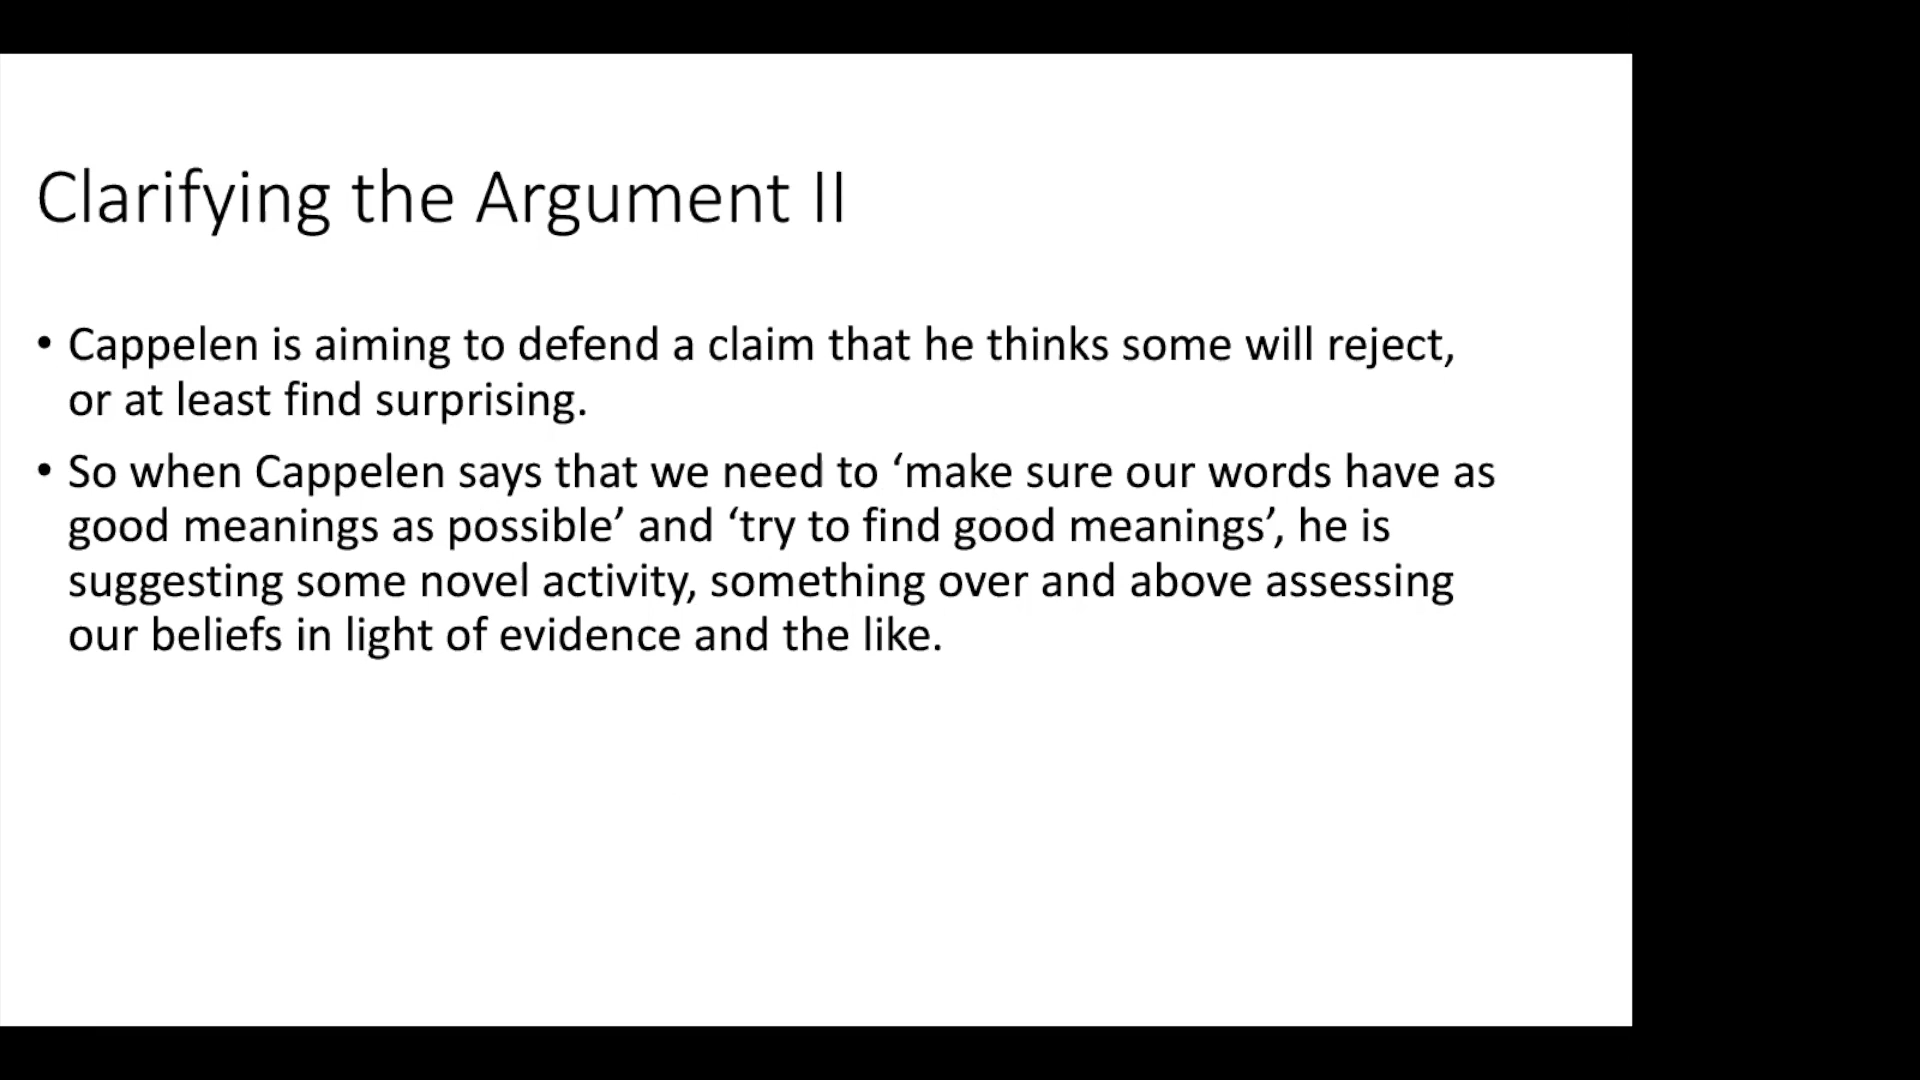 Clarifying the Argument II
• Cappelen is aiming to defend a claim that he thinks some will reject,
or at least find surprising.
• So when Cappelen says that we need to ‘make sure our words have as
good meanings as possible’ and ‘try to find good meanings’, he is
suggesting some novel activity, something over and above assessing
our beliefs in light of evidence and the like.